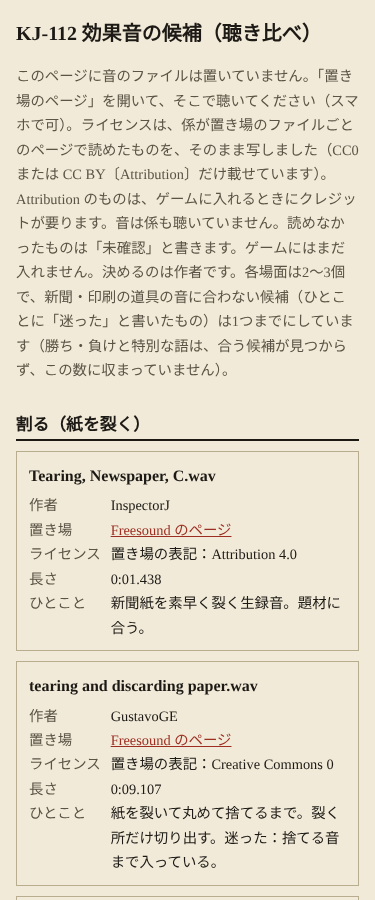 KJ-112 効果音の候補（聴き比べ）
このページに音のファイルは置いていません。「置き
場のページ」を開いて、そこで聴いてください（スマ
ホで可）。ライセンスは、係が置き場のファイルごと
のページで読めたものを、そのまま写しました（CC0
または CC BY〔Attribution〕だけ載せています）。
Attribution のものは、ゲームに入れるときにクレジッ
トが要ります。音は係も聴いていません。読めなか
ったものは「未確認」と書きます。ゲームにはまだ
入れません。決めるのは作者です。各場面は2〜3個
で、新聞・印刷の道具の音に合わない候補（ひとこ
とに「迷った」と書いたもの）は1つまでにしていま
す（勝ち・負けと特別な語は、合う候補が見つから
ず、この数に収まっていません）。
割る（紙を裂く）
Tearing, Newspaper, C.wav
作者 InspectorJ
置き場 Freesound のページ
ライセンス 置き場の表記：Attribution 4.0
長さ 0:01.438
ひとこと 新聞紙を素早く裂く生録音。題材に
合う。
tearing and discarding paper.wav
作者 GustavoGE
置き場 Freesound のページ
ライセンス 置き場の表記：Creative Commons 0
長さ 0:09.107
ひとこと 紙を裂いて丸めて捨てるまで。裂く
所だけ切り出す。迷った：捨てる音
まで入っている。